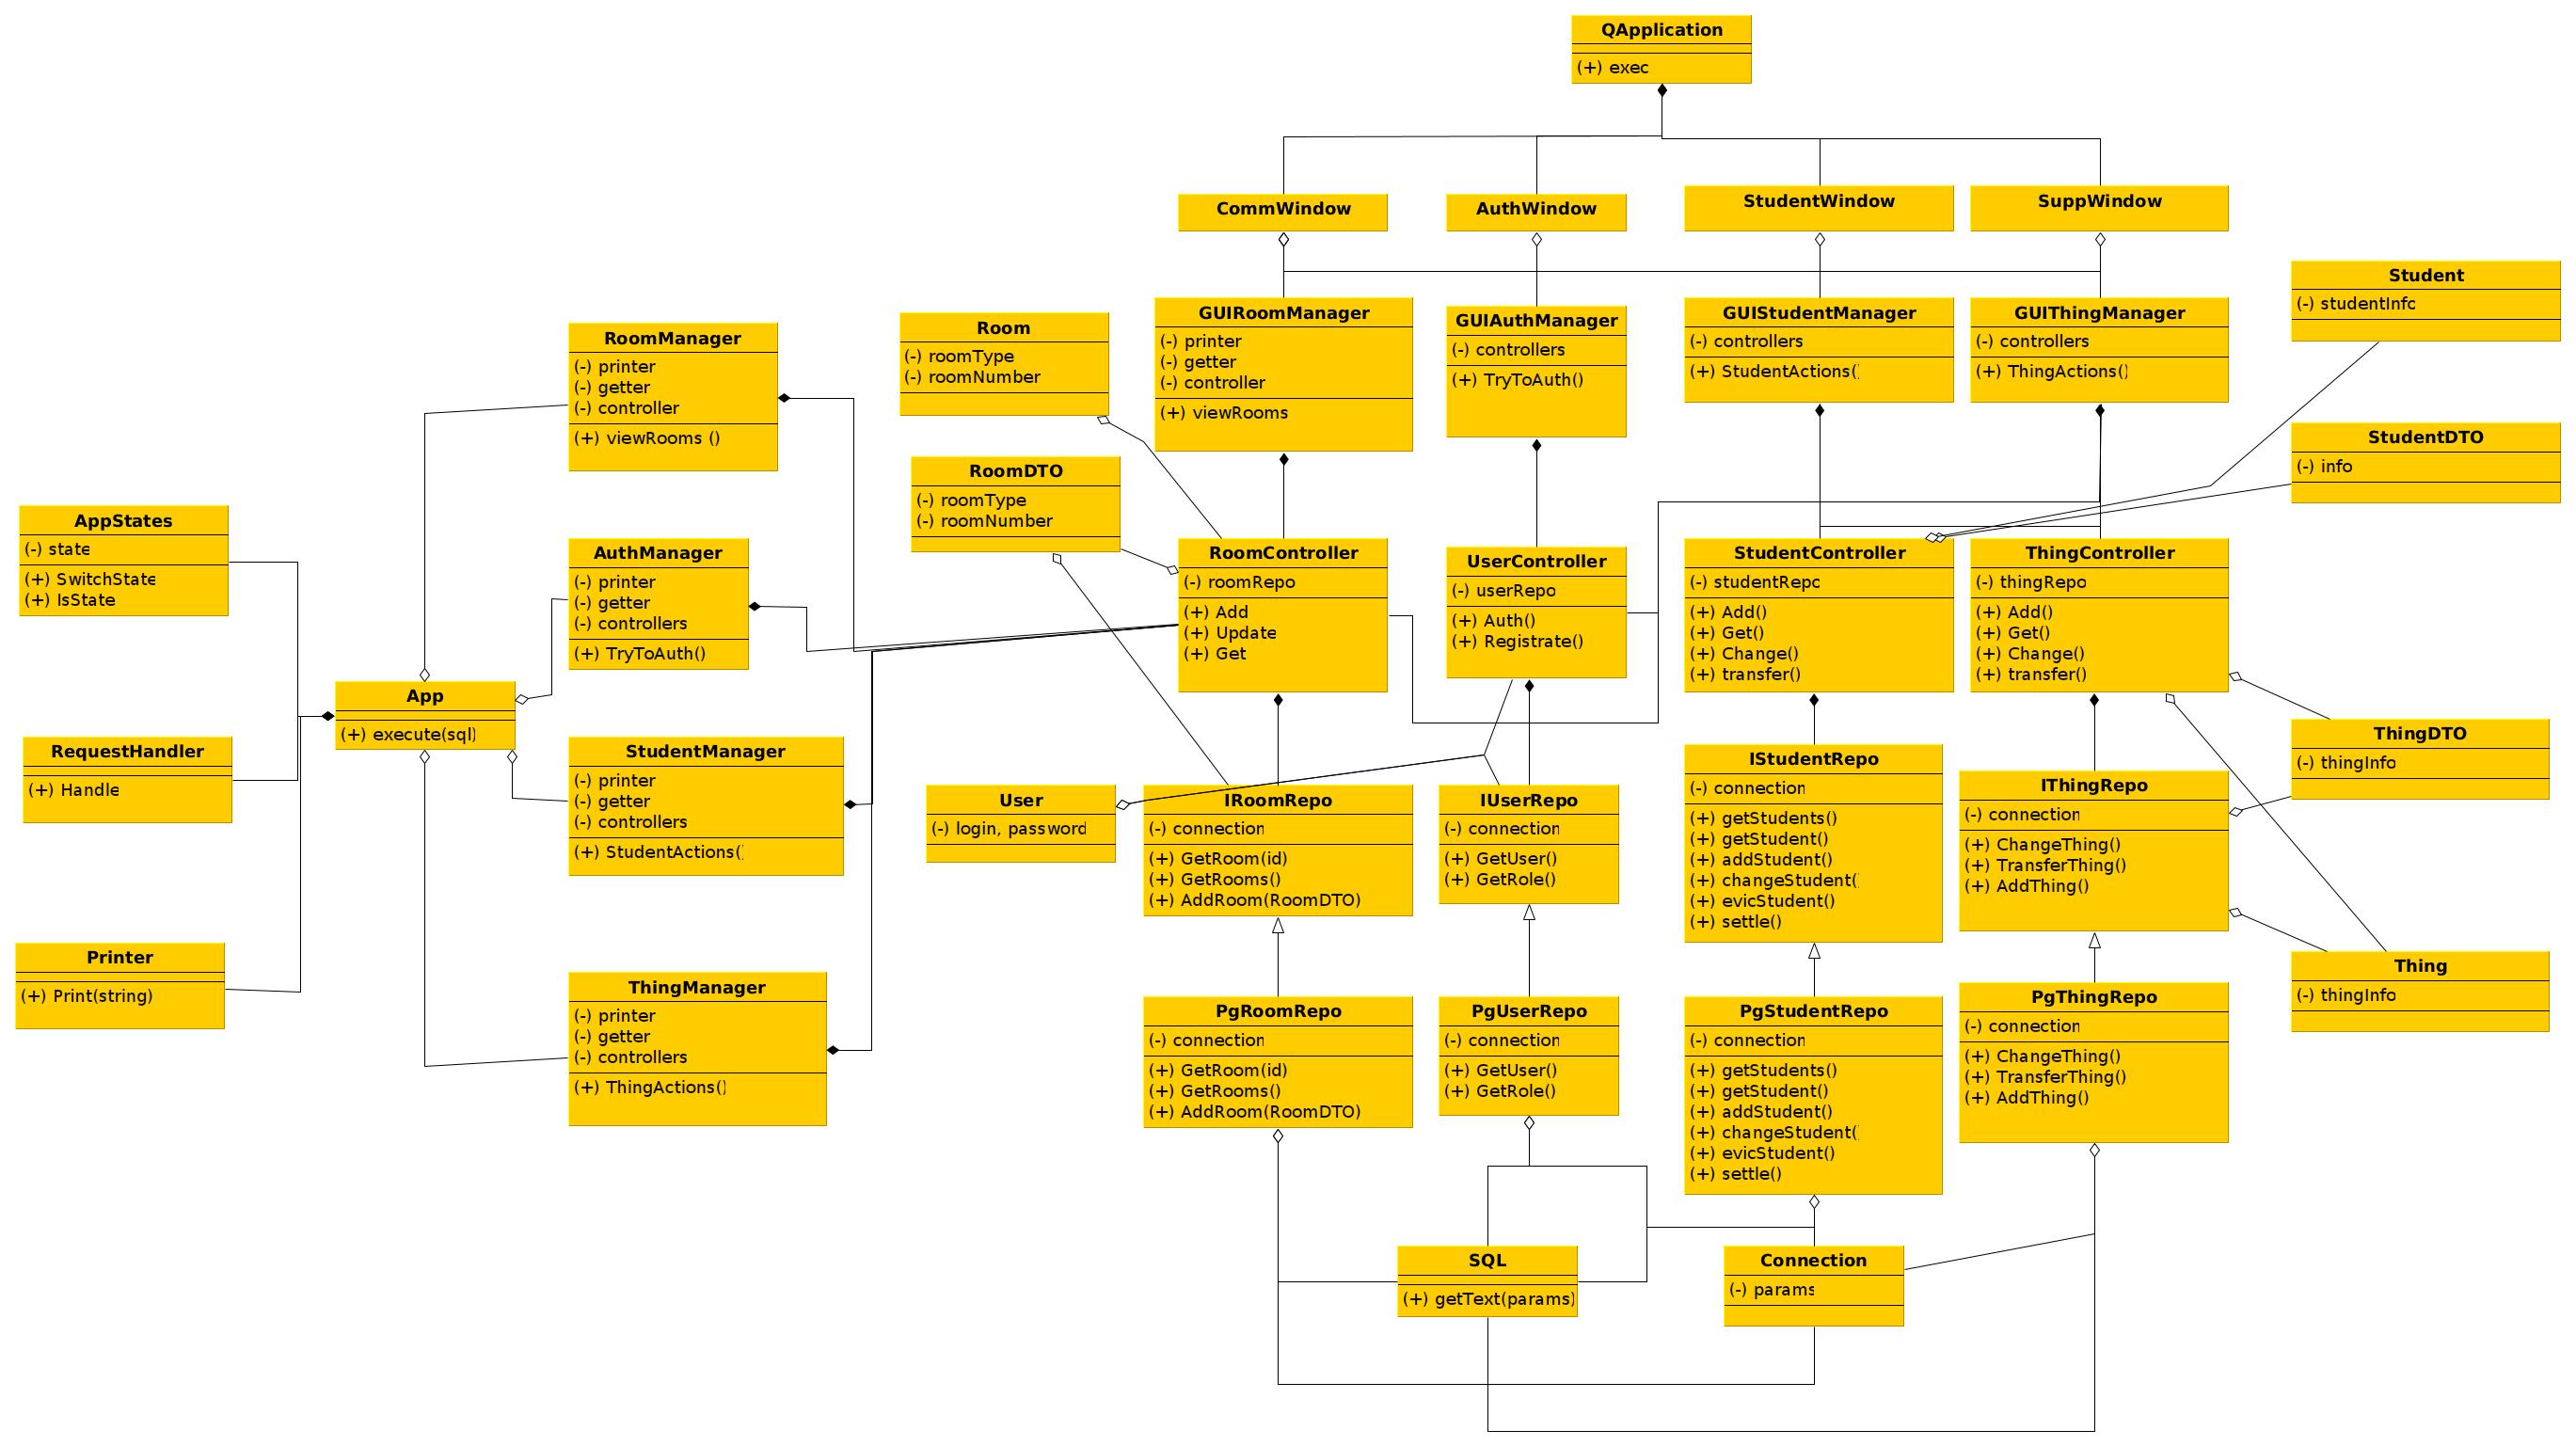 QApplication
(+) exec
CommWindow
AuthWindow
StudentWindow
SuppWindow
Student
(-) studentInfo
GUIRoomManager
(-) printer
(-) getter
(-) controller
(+) viewRooms
GUIAuthManager
(-) controllers
(+) TryToAuth()
GUIStudentManager
(-) controllers
(+) StudentActions(
GUIThingManager
(-) controllers
(+) ThingActions()
Room
(-) roomType
(-) roomNumber
RoomManager
(-) printer
(-) getter
(-) controller
(+) viewRooms ()
StudentDTO
(-) info
RoomDTO
(-) roomType
(-) roomNumber
AppStates
(-) state
(+) SwitchState
(+) IsState
AuthManager
(-) printer
(-) getter
(-) controllers
(+) TryToAuth()
RoomController
(-) roomRepo
(+) Add
(+) Update
(+) Get
UserController
(-) userRepo
(+) Auth()
(+) Registrate()
StudentController
(-) studentRepo
(+) Add()
(+) Get()
(+) Change()
(+) transfer()
ThingController
(-) thingRepo
(+) Add()
(+) Get()
(+) Change()
(+) transfer()
App
(+) execute(sql)
RequestHandler
(+) Handle
StudentManager
(-) printer
(-) getter
(-) controllers
(+) StudentActions(
ThingDTO
(-) thingInfo
User
(-) login, password
IRoomRepo
(-) connection
(+) GetRoom(id)
(+) GetRooms()
(+) AddRoom(RoomDTO)
IUserRepo
(-) connection
(+) GetUser()
(+) GetRole()
IStudentRepo
(-) connection
(+) getStudents()
(+) getStudent()
(+) addStudent()
(+) changeStudent(
(+) evicStudent()
(+) settle()
IThingRepo
(-) connection
(+) ChangeThing()
(+) TransferThing()
(+) AddThing()
Printer
(+) Print(string)
ThingManager
(-) printer
(-) getter
(-) controllers
(+) ThingActions()
Thing
(-) thingInfo
PgRoomRepo
(-) connection
(+) GetRoom(id)
(+) GetRooms()
(+) AddRoom(RoomDTO)
PgUserRepo
(-) connection
(+) GetUser()
(+) GetRole()
PgStudentRepo
(-) connection
(+) getStudents()
(+) getStudent()
(+) addStudent()
(+) changeStudent(
(+) evicStudent()
(+) settle()
PgThingRepo
(-) connection
(+) ChangeThing()
(+) TransferThing()
(+) AddThing()
SQL
(+) getText(params)
Connection
(-) params